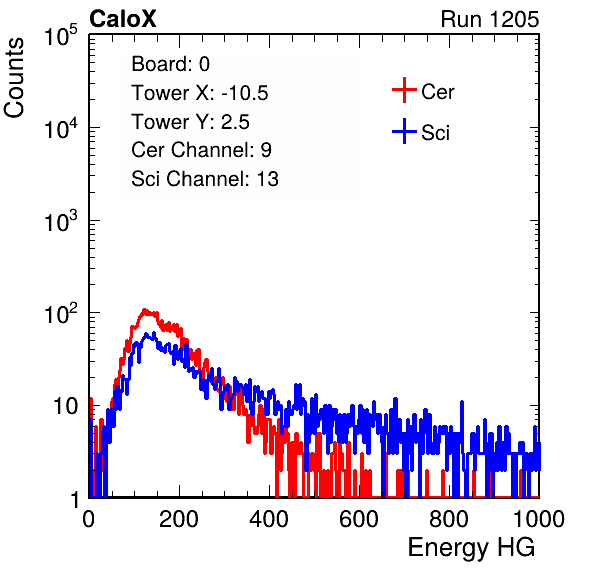 CaloX Run 1205
Counts
Board: 0
Tower X: -10.5
Tower Y: 2.5
Cer Channel: 9
Sci Channel: 13
Cer
Sci
10^5
10^4
10^3
10^2
10
1
0 200 400 600 800 1000
Energy HG